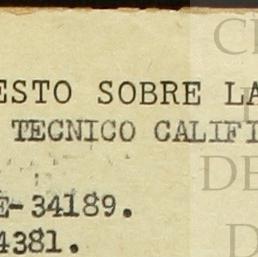 ESTO SOBRE LA
TECNICO CALIFI
E-34189.
4381.